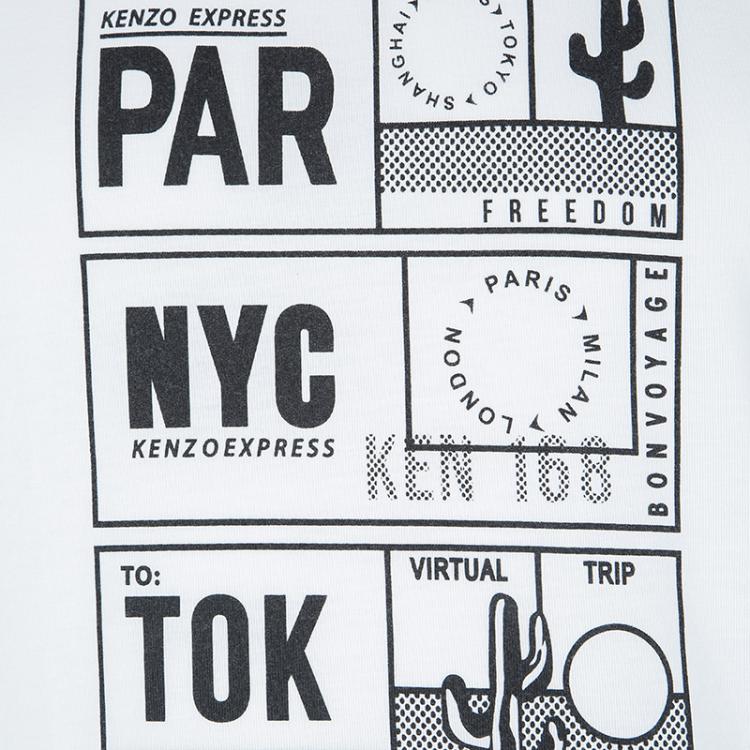 KENZO EXPRESS
PAR
TOKYO
SHANGHAI
FREEDOM
NYC
KENZOEXPRESS
PARIS
MILAN
LONDON
KEN 168
BONVOYAGE
TO:
TOK
VIRTUAL
TRIP